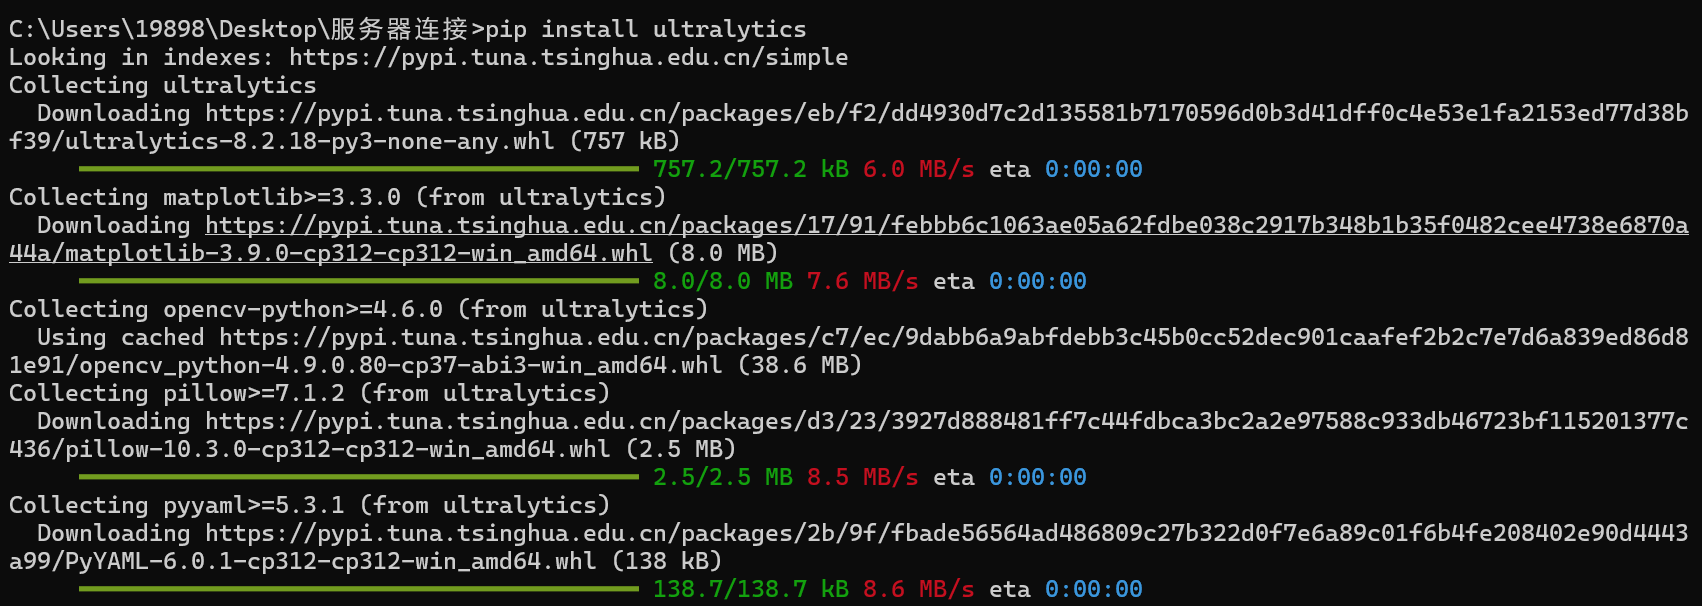 C:\Users\19898\Desktop\服务器连接>pip install ultralytics
Looking in indexes: https://pypi.tuna.tsinghua.edu.cn/simple
Collecting ultralytics
  Downloading https://pypi.tuna.tsinghua.edu.cn/packages/eb/f2/dd4930d7c2d135581b7170596d0b3d41dff0c4e53e1fa2153ed77d38b
f39/ultralytics-8.2.18-py3-none-any.whl (757 kB)
757.2/757.2 kB 6.0 MB/s eta 0:00:00
Collecting matplotlib>=3.3.0 (from ultralytics)
  Downloading https://pypi.tuna.tsinghua.edu.cn/packages/17/91/febbb6c1063ae05a62fdbe038c2917b348b1b35f0482cee4738e6870a
44a/matplotlib-3.9.0-cp312-cp312-win_amd64.whl (8.0 MB)
8.0/8.0 MB 7.6 MB/s eta 0:00:00
Collecting opencv-python>=4.6.0 (from ultralytics)
  Using cached https://pypi.tuna.tsinghua.edu.cn/packages/c7/ec/9dabb6a9abfdebb3c45b0cc52dec901caafef2b2c7e7d6a839ed86d8
1e91/opencv_python-4.9.0.80-cp37-abi3-win_amd64.whl (38.6 MB)
Collecting pillow>=7.1.2 (from ultralytics)
  Downloading https://pypi.tuna.tsinghua.edu.cn/packages/d3/23/3927d888481ff7c44fdbca3bc2a2e97588c933db46723bf115201377c
436/pillow-10.3.0-cp312-cp312-win_amd64.whl (2.5 MB)
2.5/2.5 MB 8.5 MB/s eta 0:00:00
Collecting pyyaml>=5.3.1 (from ultralytics)
  Downloading https://pypi.tuna.tsinghua.edu.cn/packages/2b/9f/fbade56564ad486809c27b322d0f7e6a89c01f6b4fe208402e90d4443
a99/PyYAML-6.0.1-cp312-cp312-win_amd64.whl (138 kB)
138.7/138.7 kB 8.6 MB/s eta 0:00:00